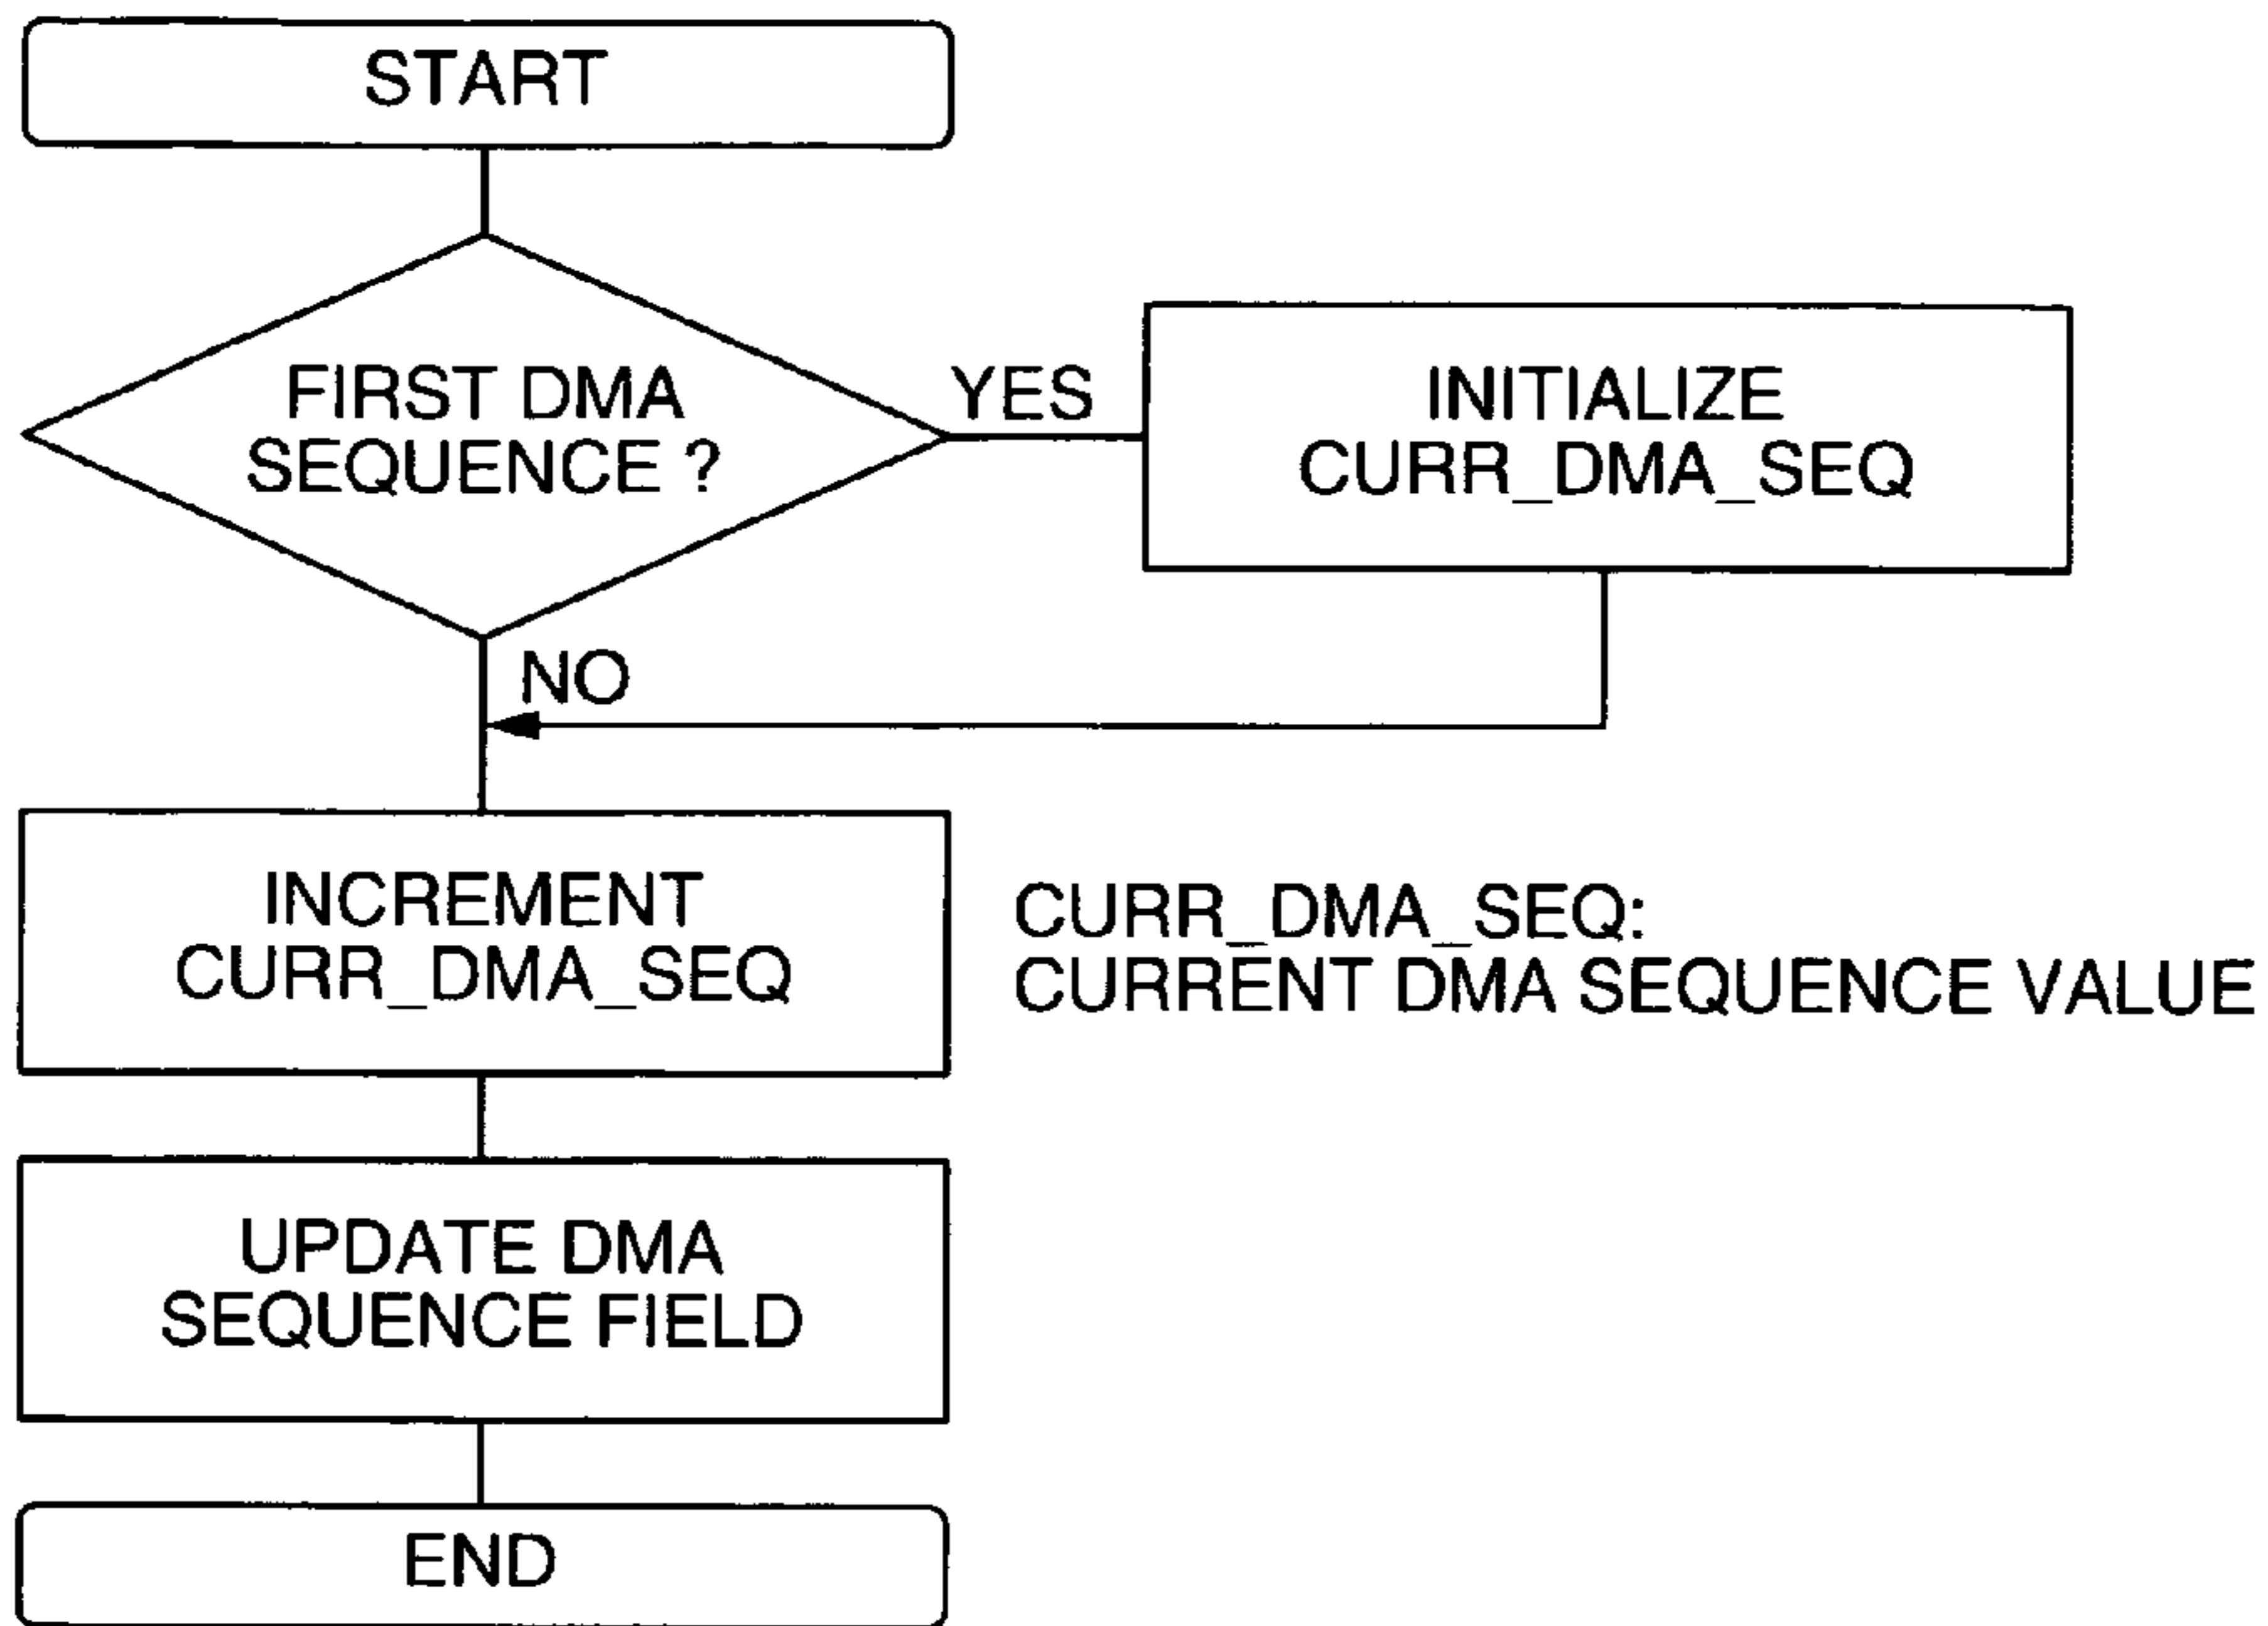 START
FIRST DMA
SEQUENCE ?
YES
INITIALIZE
CURR_DMA_SEQ
NO
INCREMENT
CURR_DMA_SEQ
CURR_DMA_SEQ:
CURRENT DMA SEQUENCE VALUE
UPDATE DMA
SEQUENCE FIELD
END